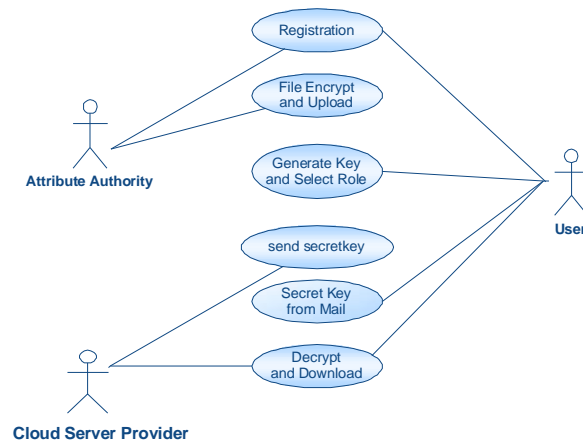 Registration
File Encrypt
and Upload
Attribute Authority
Generate Key
and Select Role
User
send secretkey
Secret Key
from Mail
Decrypt
and Download
Cloud Server Provider